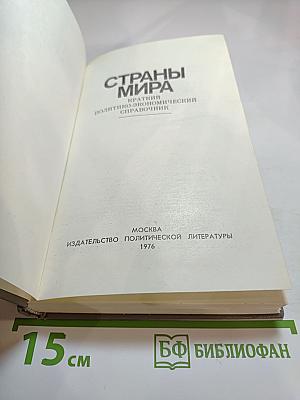 СТРАНЫ
МИРА
КРАТКИЙ
ПОЛИТИКО-ЭКОНОМИЧЕСКИЙ
СПРАВОЧНИК
МОСКВА
ИЗДАТЕЛЬСТВО ПОЛИТИЧЕСКОЙ ЛИТЕРАТУРЫ
1976
15 см
БФ БИБЛИОФАН